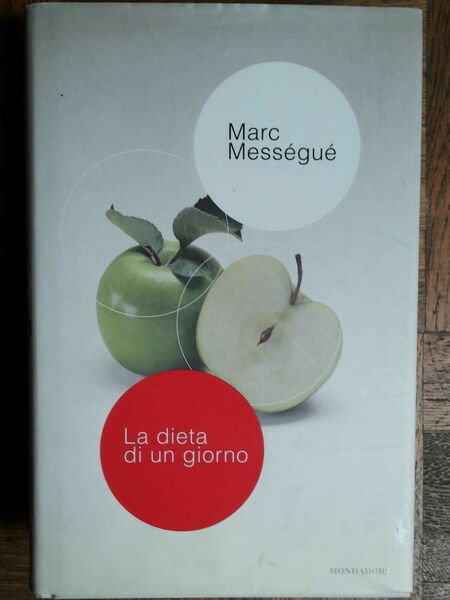 Marc
Mességué
La dieta
di un giorno
MONDADORI